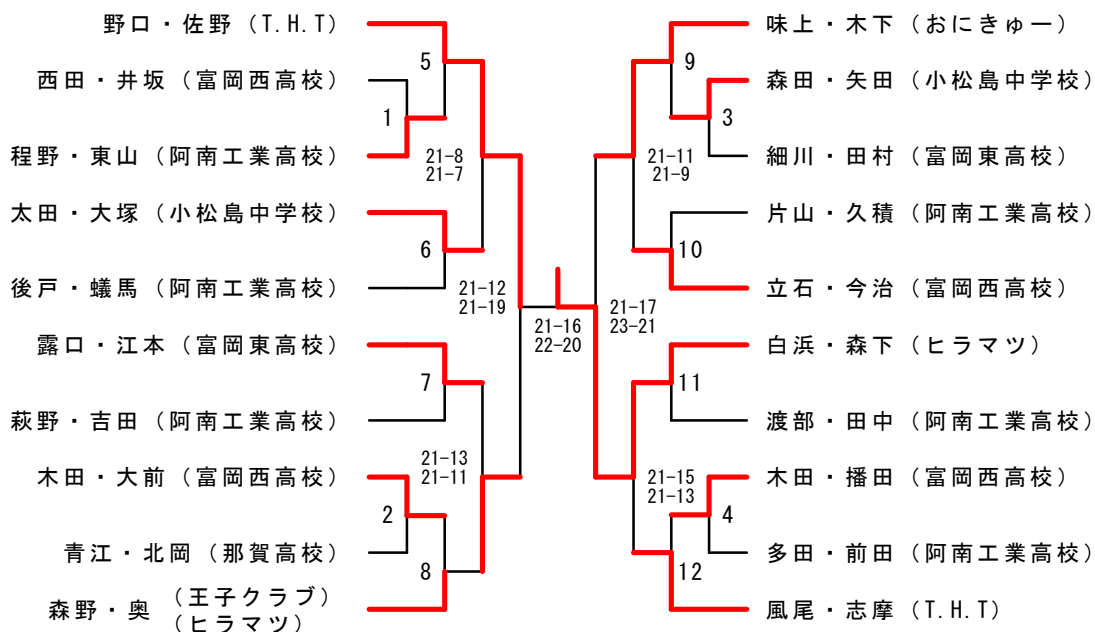 野口・佐野 (T.H.T)
5
西田・井坂 (富岡西高校)
1
程野・東山 (阿南工業高校)
21-8
21-7
太田・大塚 (小松島中学校)
6
後戸・蟻馬 (阿南工業高校)
21-12
21-19
露口・江本 (富岡東高校)
7
萩野・吉田 (阿南工業高校)
21-13
21-11
木田・大前 (富岡西高校)
2
青江・北岡 (那賀高校)
8
森野・奥 (王子クラブ)
(ヒラマツ)
21-16
22-20
味上・木下 (おにきゅー)
9
森田・矢田 (小松島中学校)
3
細川・田村 (富岡東高校)
21-11
21-9
片山・久積 (阿南工業高校)
10
立石・今治 (富岡西高校)
21-17
23-21
白浜・森下 (ヒラマツ)
11
渡部・田中 (阿南工業高校)
21-15
21-13
木田・播田 (富岡西高校)
4
多田・前田 (阿南工業高校)
12
風尾・志摩 (T.H.T)